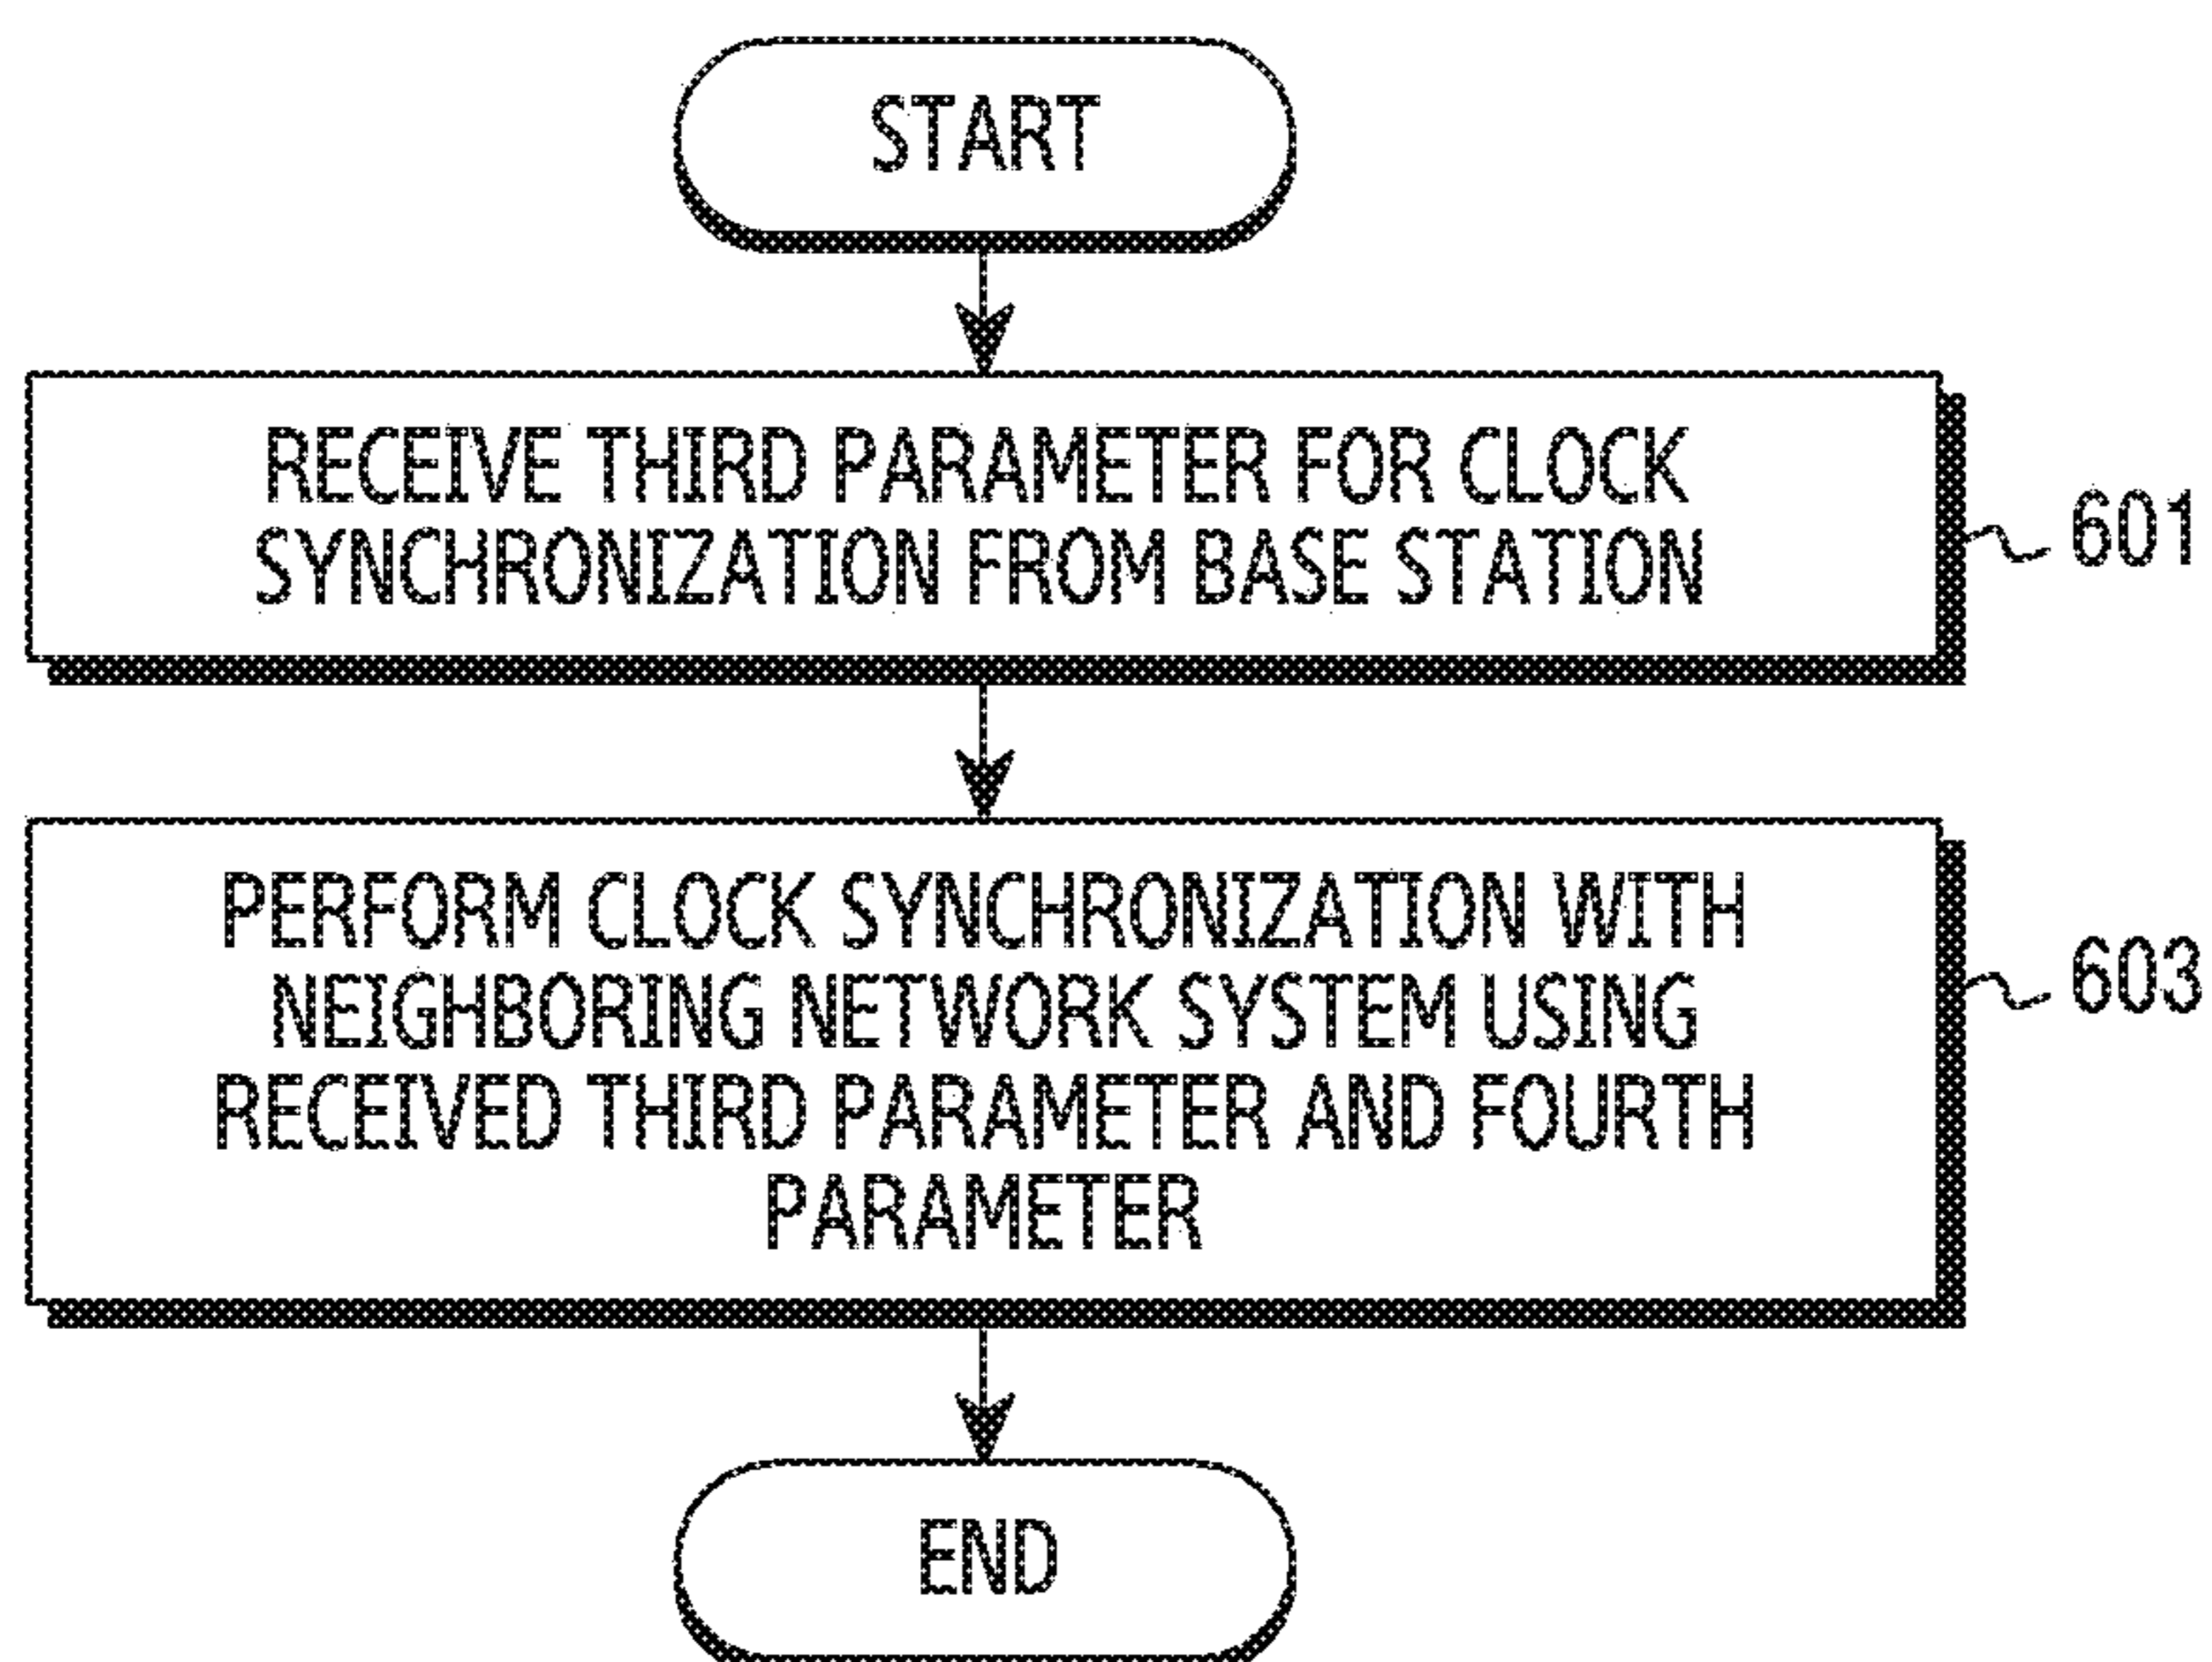 START
RECEIVE THIRD PARAMETER FOR CLOCK
SYNCHRONIZATION FROM BASE STATION
601
PERFORM CLOCK SYNCHRONIZATION WITH
NEIGHBORING NETWORK SYSTEM USING
RECEIVED THIRD PARAMETER AND FOURTH
PARAMETER
603
END